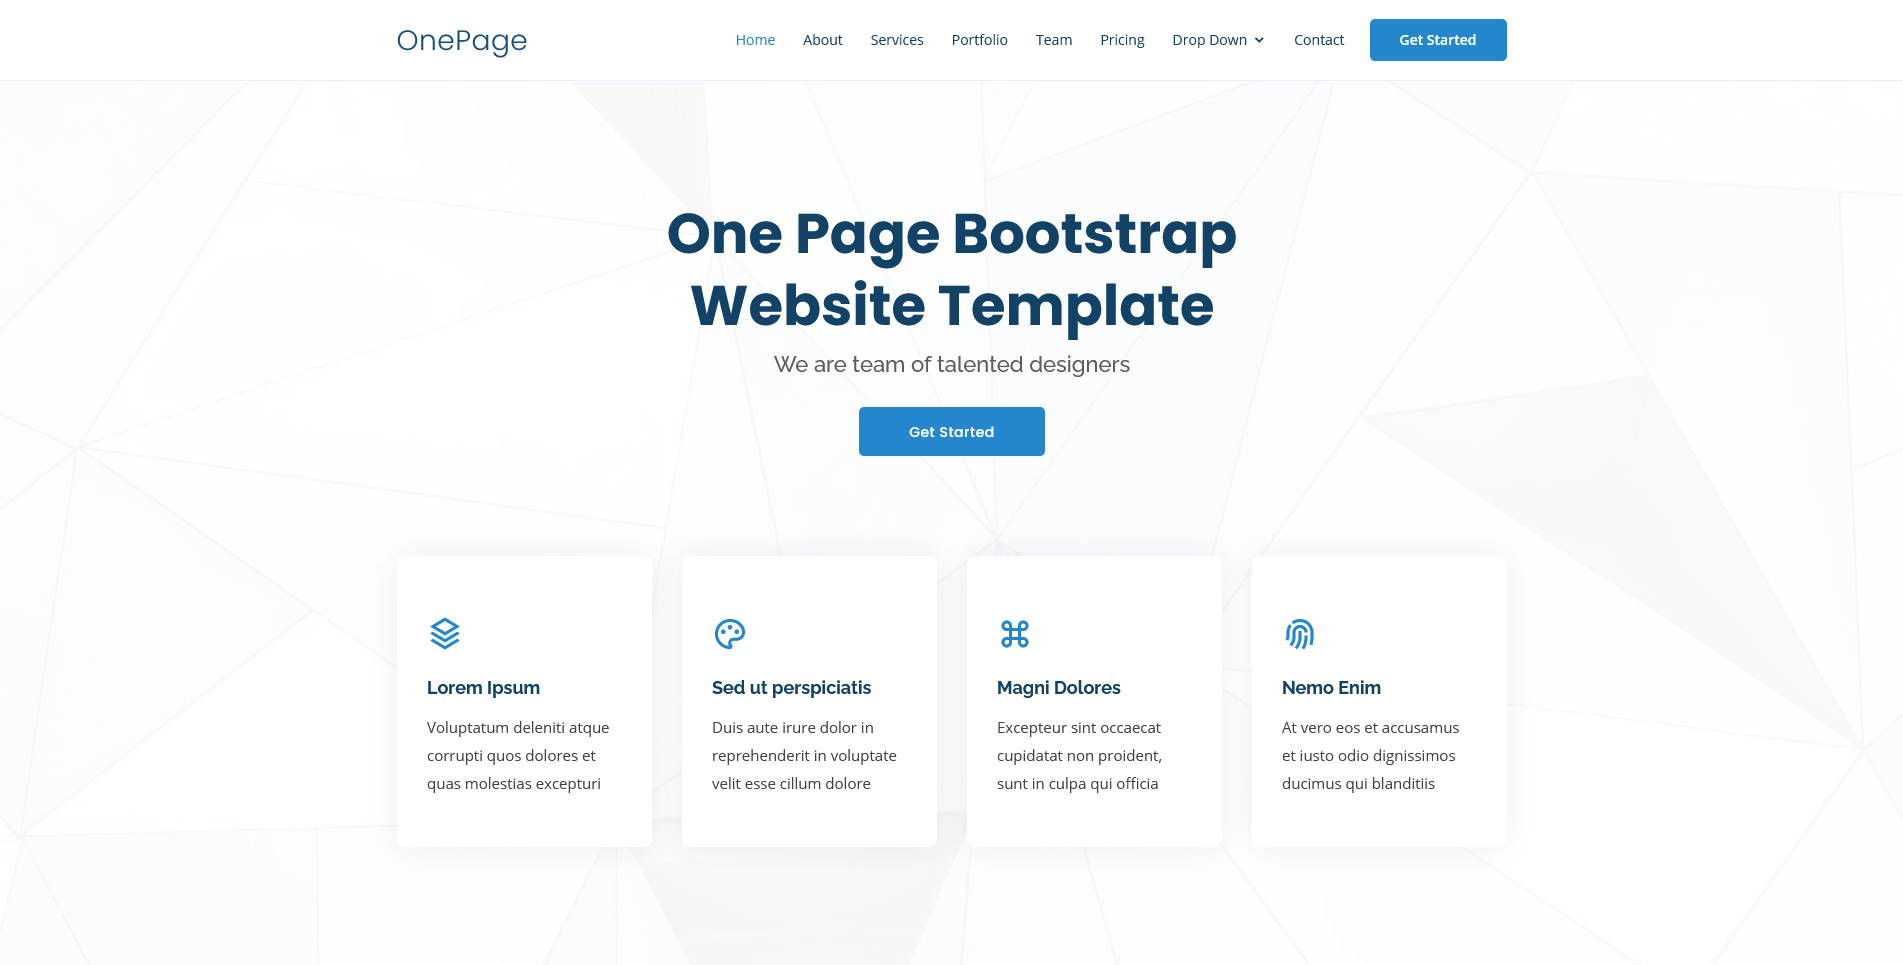 OnePage
Home About Services Portfolio Team Pricing Drop Down Contact Get Started
One Page Bootstrap
Website Template
We are team of talented designers
Get Started
Lorem Ipsum
Voluptatum deleniti atque
corrupti quos dolores et
quas molestias excepturi
Sed ut perspiciatis
Duis aute irure dolor in
reprehenderit in voluptate
velit esse cillum dolore
Magni Dolores
Excepteur sint occaecat
cupidatat non proident,
sunt in culpa qui officia
Nemo Enim
At vero eos et accusamus
et iusto odio dignissimos
ducimus qui blanditiis